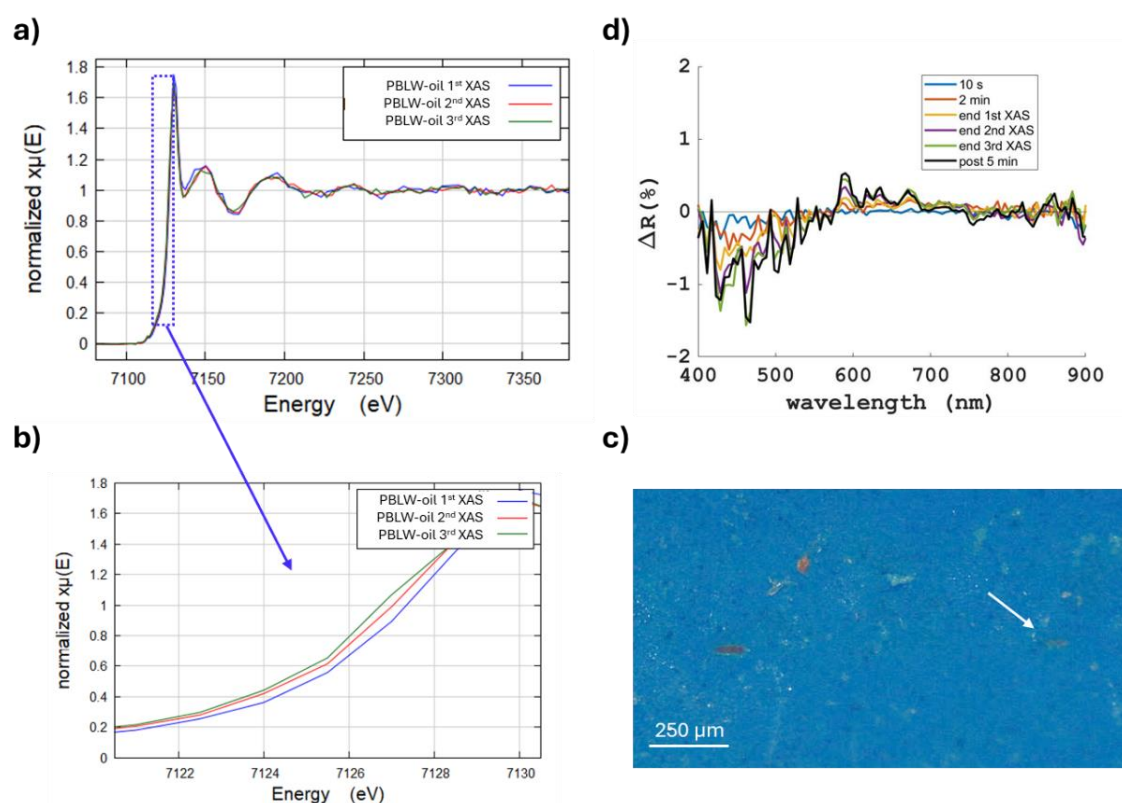 a)
normalized xμ(E)
1.8
1.6
1.4
1.2
1
0.8
0.6
0.4
0.2
0
PBLW-oil 1st XAS
PBLW-oil 2nd XAS
PBLW-oil 3rd XAS
7100 7150 7200 7250 7300 7350
Energy (eV)
d)
ΔR(%)
2
1
0
-1
-2
10 s
2 min
end 1st XAS
end 2nd XAS
end 3rd XAS
post 5 min
400 500 600 700 800 900
wavelength (nm)
b)
normalized xμ(E)
1.8
1.6
1.4
1.2
1
0.8
0.6
0.4
0.2
0
PBLW-oil 1st XAS
PBLW-oil 2nd XAS
PBLW-oil 3rd XAS
7122 7124 7126 7128 7130
Energy (eV)
c)
250 μm